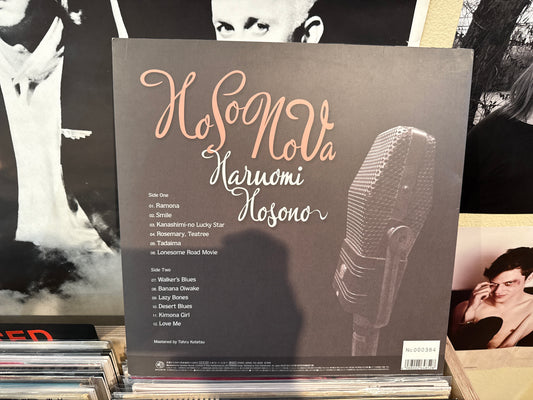 HoSoNoVa
Haruomi
Hosono
Side One
01. Ramona
02. Smile
03. Kanashimi-no Lucky Star
04. Rosemary, Teatree
05. Tadaima
06. Lonesome Road Movie
Side Two
07. Walker's Blues
08. Banana Oiwake
09. Lazy Bones
10. Desert Blues
11. Kimona Girl
12. Love Me
Mastered by Tohru Kotetsu
No000364